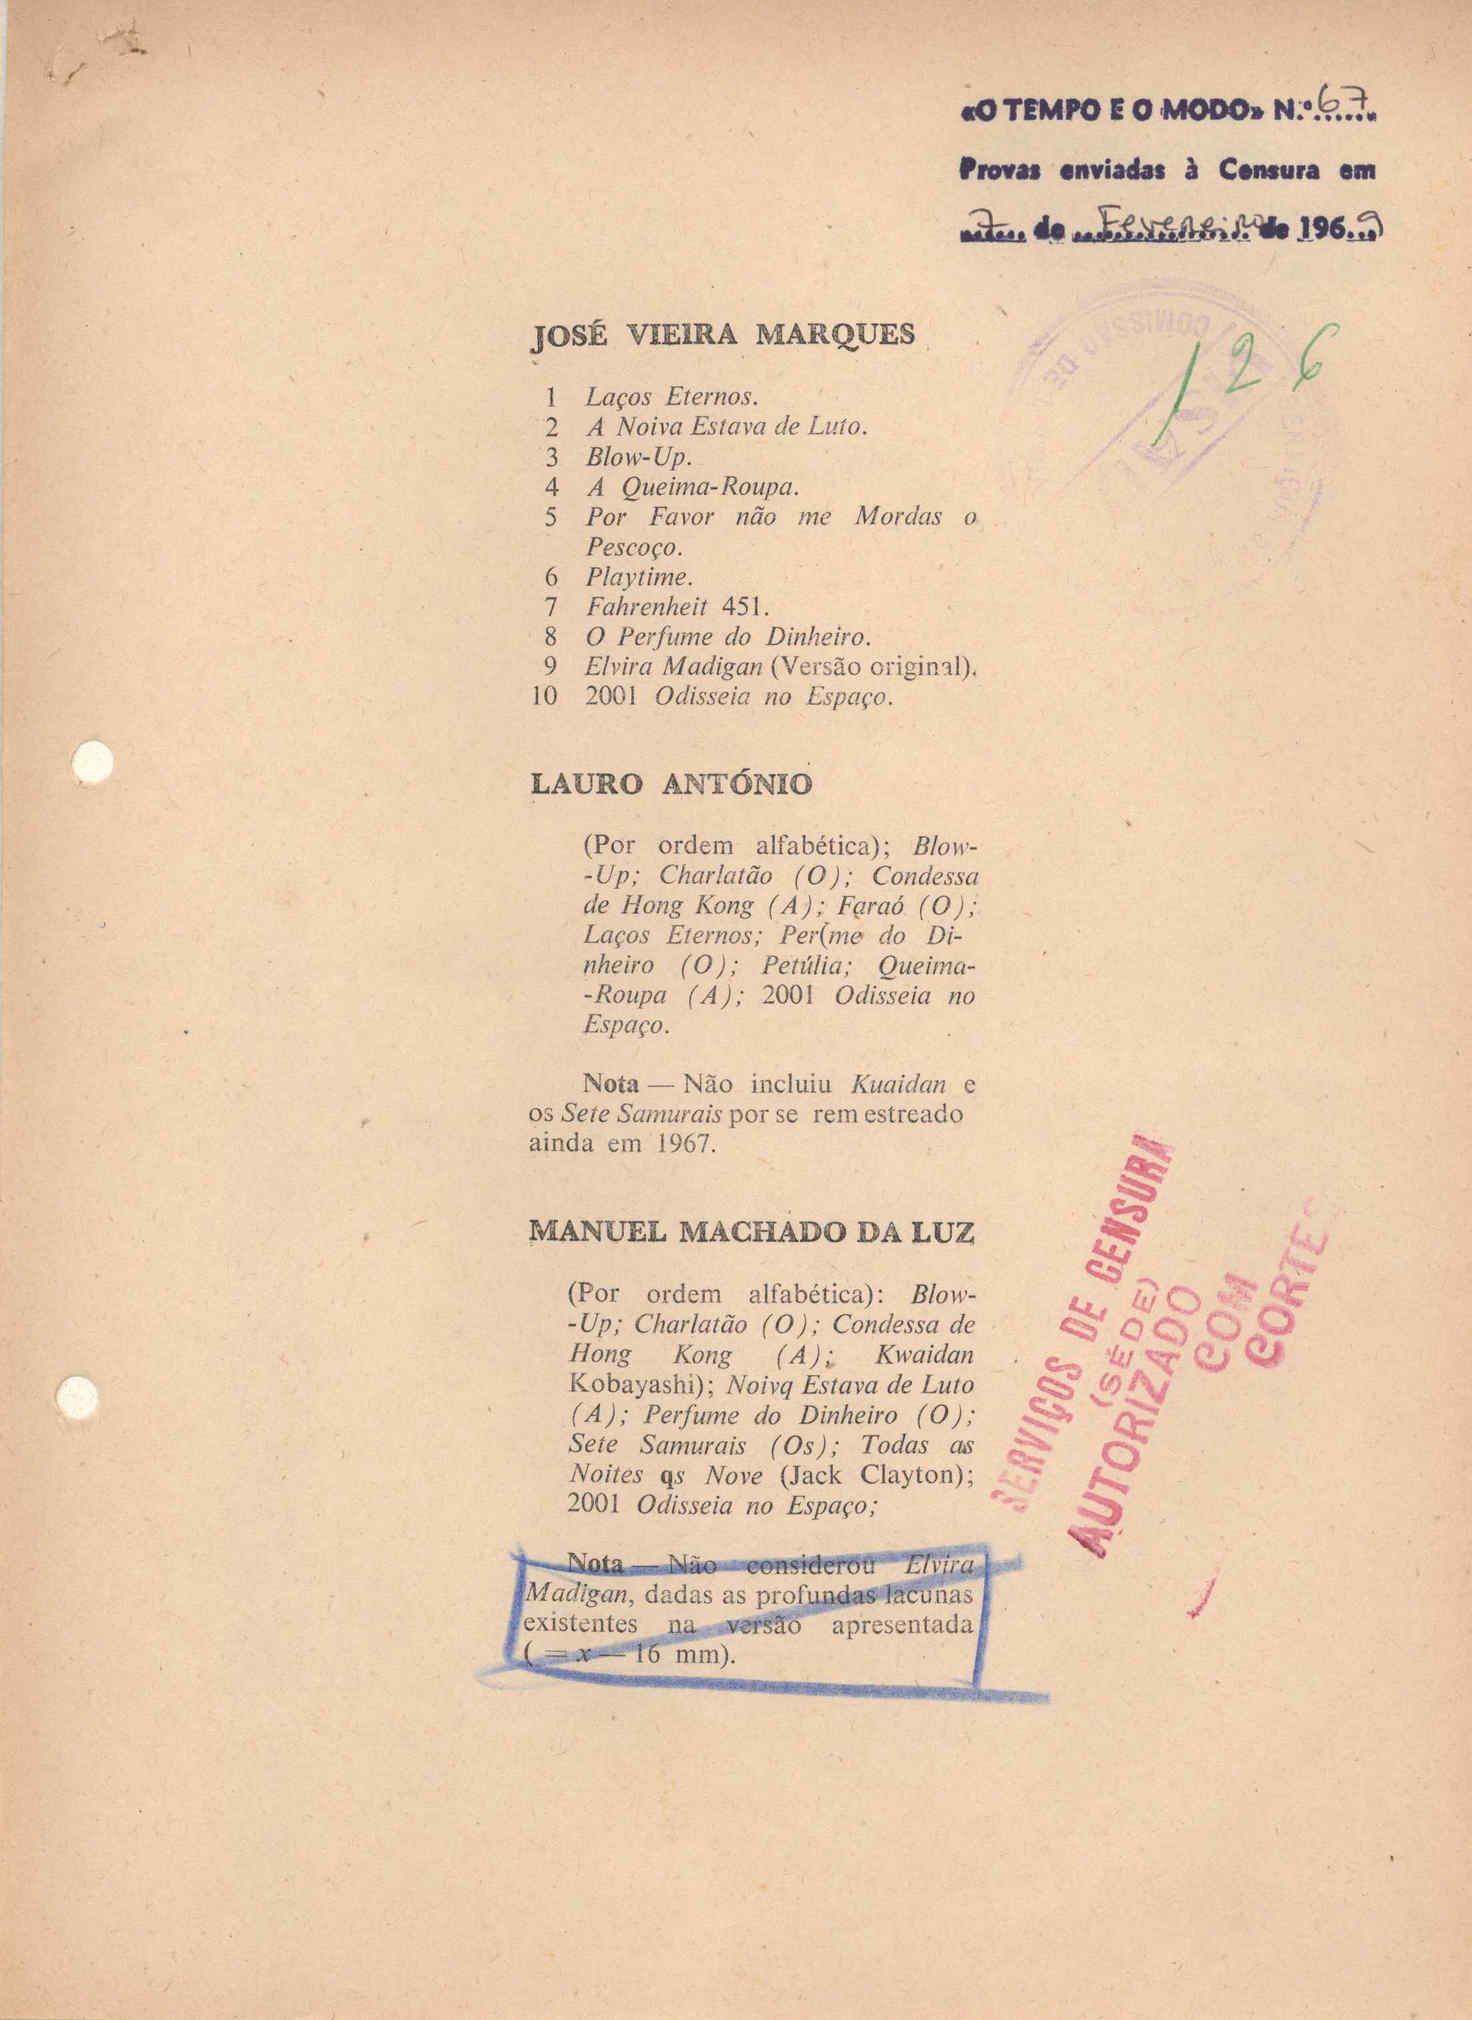 «O TEMPO E O MODO» N.º 67
Provas enviadas à Censura em
7 de Fevereiro de 1969
COMISSÃO DE
126
JOSÉ VIEIRA MARQUES
1 Laços Eternos.
2 A Noiva Estava de Luto.
3 Blow-Up.
4 A Queima-Roupa.
5 Por Favor não me Mordas o
Pescoço.
6 Playtime.
7 Fahrenheit 451.
8 O Perfume do Dinheiro.
9 Elvira Madigan (Versão original).
10 2001 Odisseia no Espaço.
LAURO ANTÓNIO
(Por ordem alfabética); Blow-
-Up; Charlatão (O); Condessa
de Hong Kong (A); Faraó (O);
Laços Eternos; Per(me do Di-
nheiro (O); Petúlia; Queima-
-Roupa (A); 2001 Odisseia no
Espaço.
Nota — Não incluiu Kuaidan e
os Sete Samurais por se rem estreado
ainda em 1967.
MANUEL MACHADO DA LUZ
(Por ordem alfabética): Blow-
-Up; Charlatão (O); Condessa de
Hong Kong (A); Kwaidan
Kobayashi); Noivq Estava de Luto
(A); Perfume do Dinheiro (O);
Sete Samurais (Os); Todas as
Noites qs Nove (Jack Clayton);
2001 Odisseia no Espaço;
Nota — Não considerou Elvira
Madigan, dadas as profundas lacunas
existentes na versão apresentada
( = x — 16 mm).
SERVIÇOS DE CENSURA
(SÉDE)
AUTORIZADO
COM
CORTES